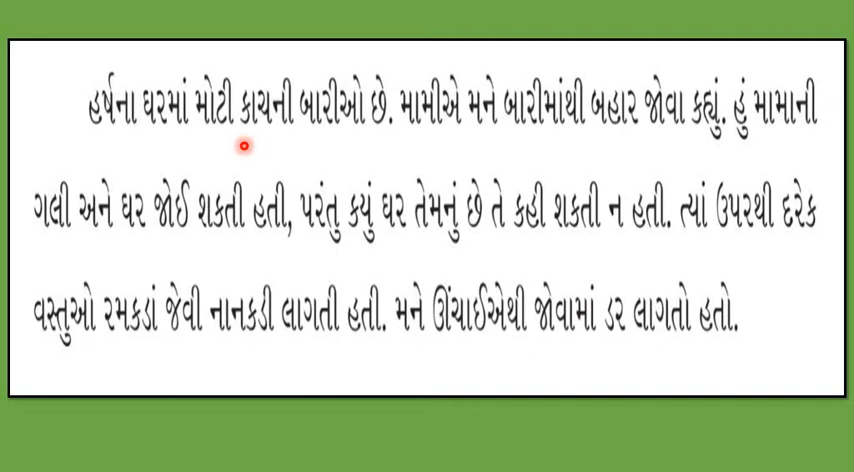 હર્ષના ઘરમાં મોટી કાચની બારીઓ છે. મામીએ મને બારીમાંથી બહાર જોવા કહ્યું. હું મામાની
ગલી અને ઘર જોઈ શકતી હતી, પરંતુ કયું ઘર તેમનું છે તે કહી શકતી ન હતી. ત્યાં ઉપરથી દરેક
વસ્તુઓ રમકડાં જેવી નાનકડી લાગતી હતી. મને ઊંચાઈએથી જોવામાં ડર લાગતો હતો.